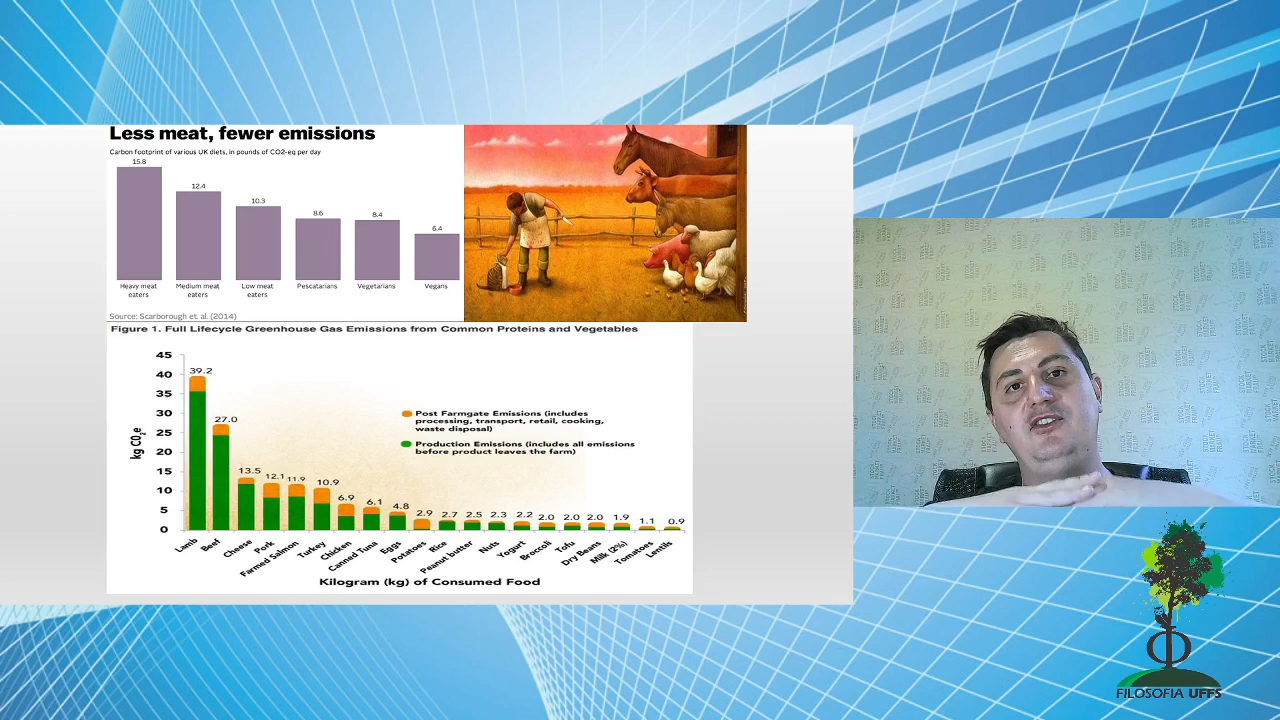 Less meat, fewer emissions
Carbon footprint of various UK diets, in pounds of CO2-eq per day
15.8
12.4
10.3
8.6
8.4
6.4
Heavy meat eaters
Medium meat eaters
Low meat eaters
Pescatarians
Vegetarians
Vegans
Source: Scarborough et. al. (2014)
Figure 1. Full Lifecycle Greenhouse Gas Emissions from Common Proteins and Vegetables
kg CO₂e
45
40
35
30
25
20
15
10
5
0
39.2
27.0
13.5
12.1
11.9
10.9
6.9
6.1
4.8
2.9
2.7
2.5
2.3
2.2
2.0
2.0
2.0
1.9
1.1
0.9
Post Farmgate Emissions (includes
processing, transport, retail, cooking,
waste disposal)
Production Emissions (includes all emissions
before product leaves the farm)
Lamb
Beef
Cheese
Pork
Farmed Salmon
Turkey
Chicken
Canned Tuna
Eggs
Potatoes
Rice
Peanut butter
Nuts
Yogurt
Broccoli
Tofu
Dry Beans
Milk (2%)
Tomatoes
Lentils
Kilogram (kg) of Consumed Food
FILOSOFIA UFFS